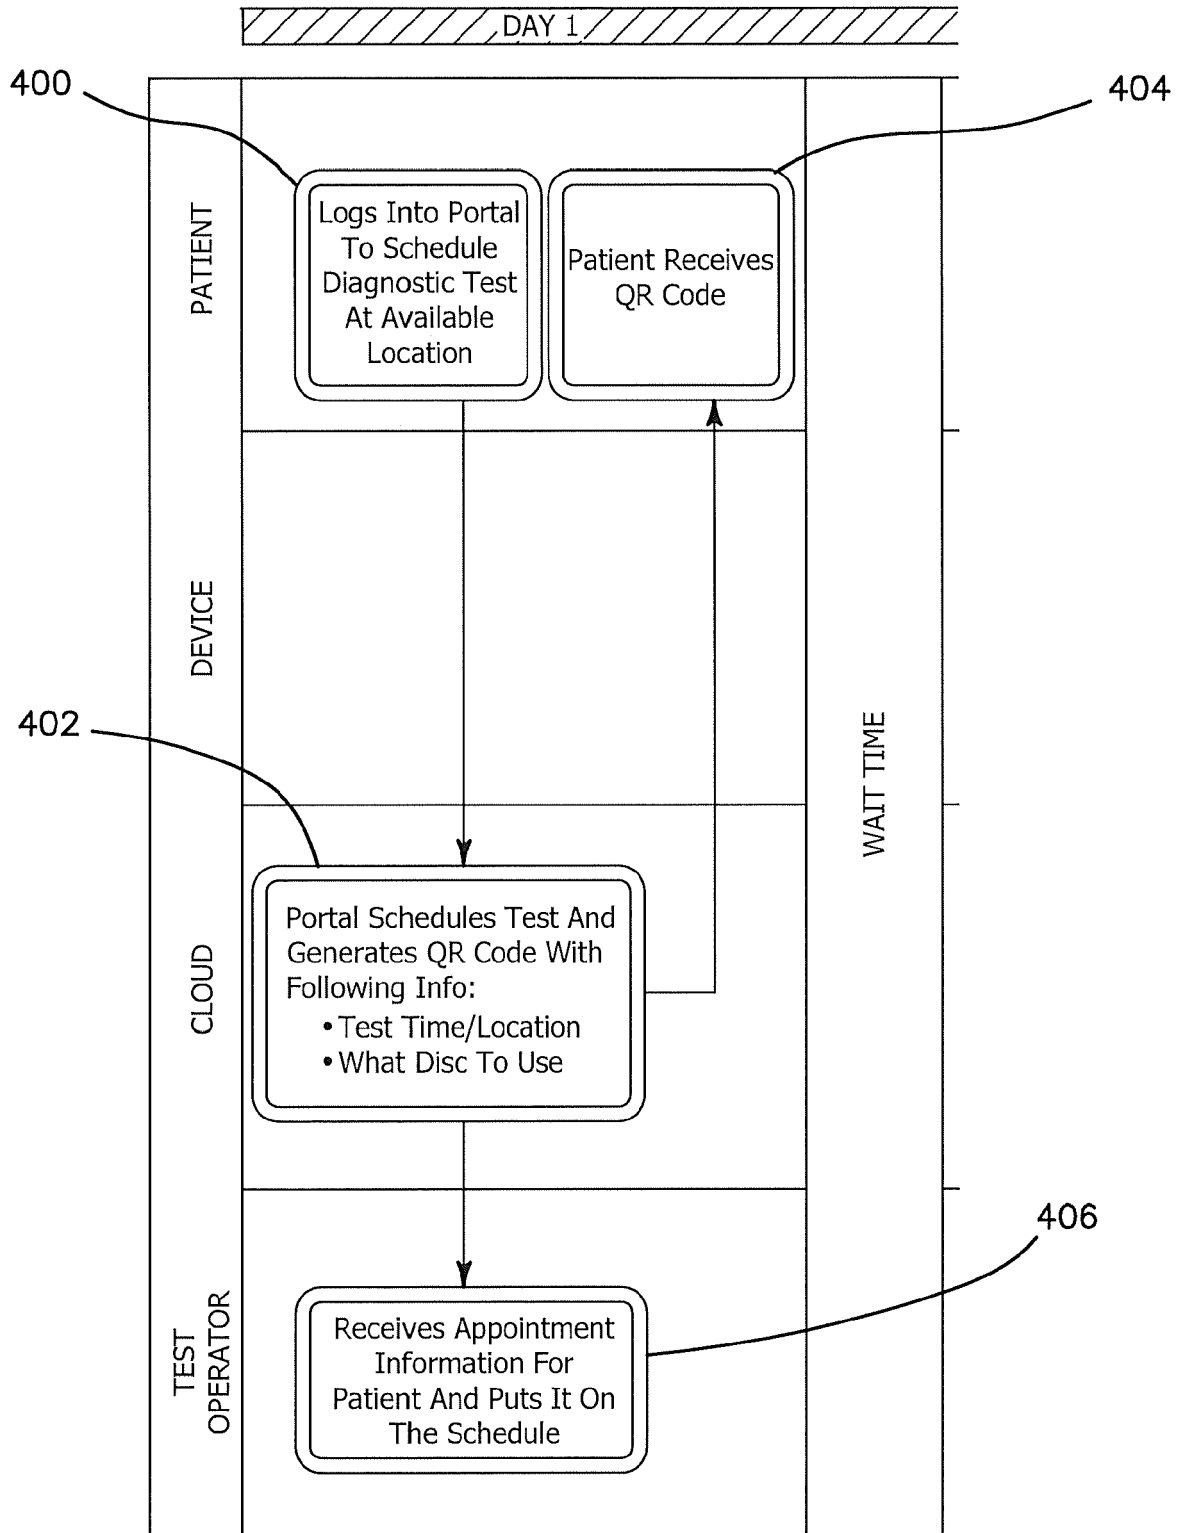 DAY 1
400
404
PATIENT
Logs Into Portal
To Schedule
Diagnostic Test
At Available
Location
Patient Receives
QR Code
DEVICE
402
WAIT TIME
CLOUD
Portal Schedules Test And
Generates QR Code With
Following Info:
• Test Time/Location
• What Disc To Use
406
TEST
OPERATOR
Receives Appointment
Information For
Patient And Puts It On
The Schedule